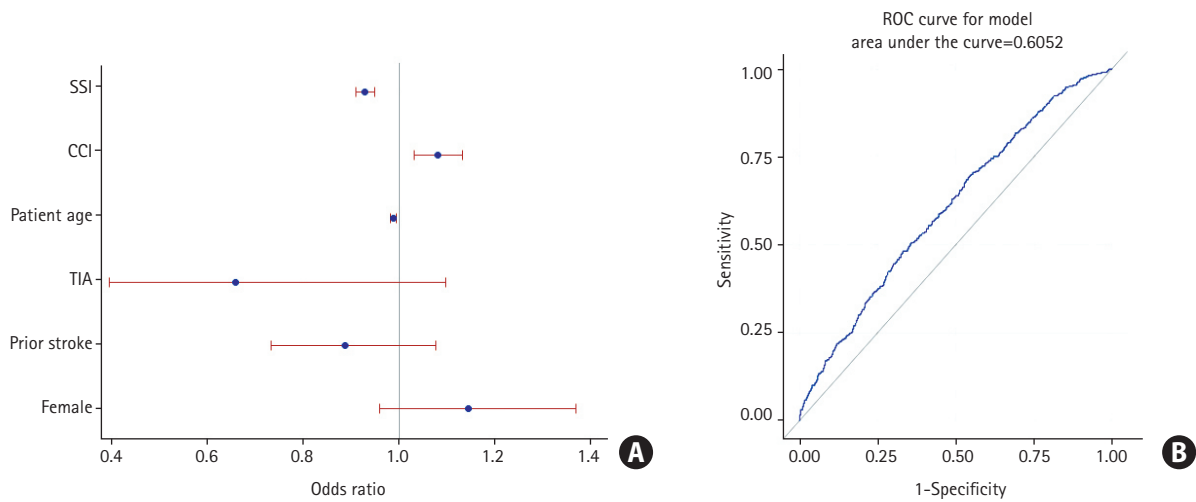 SSI
CCI
Patient age
TIA
Prior stroke
Female
0.4 0.6 0.8 1.0 1.2 1.4
Odds ratio
A
ROC curve for model
area under the curve=0.6052
1.00
0.75
0.50
0.25
0.00
Sensitivity
0.00 0.25 0.50 0.75 1.00
1-Specificity
B